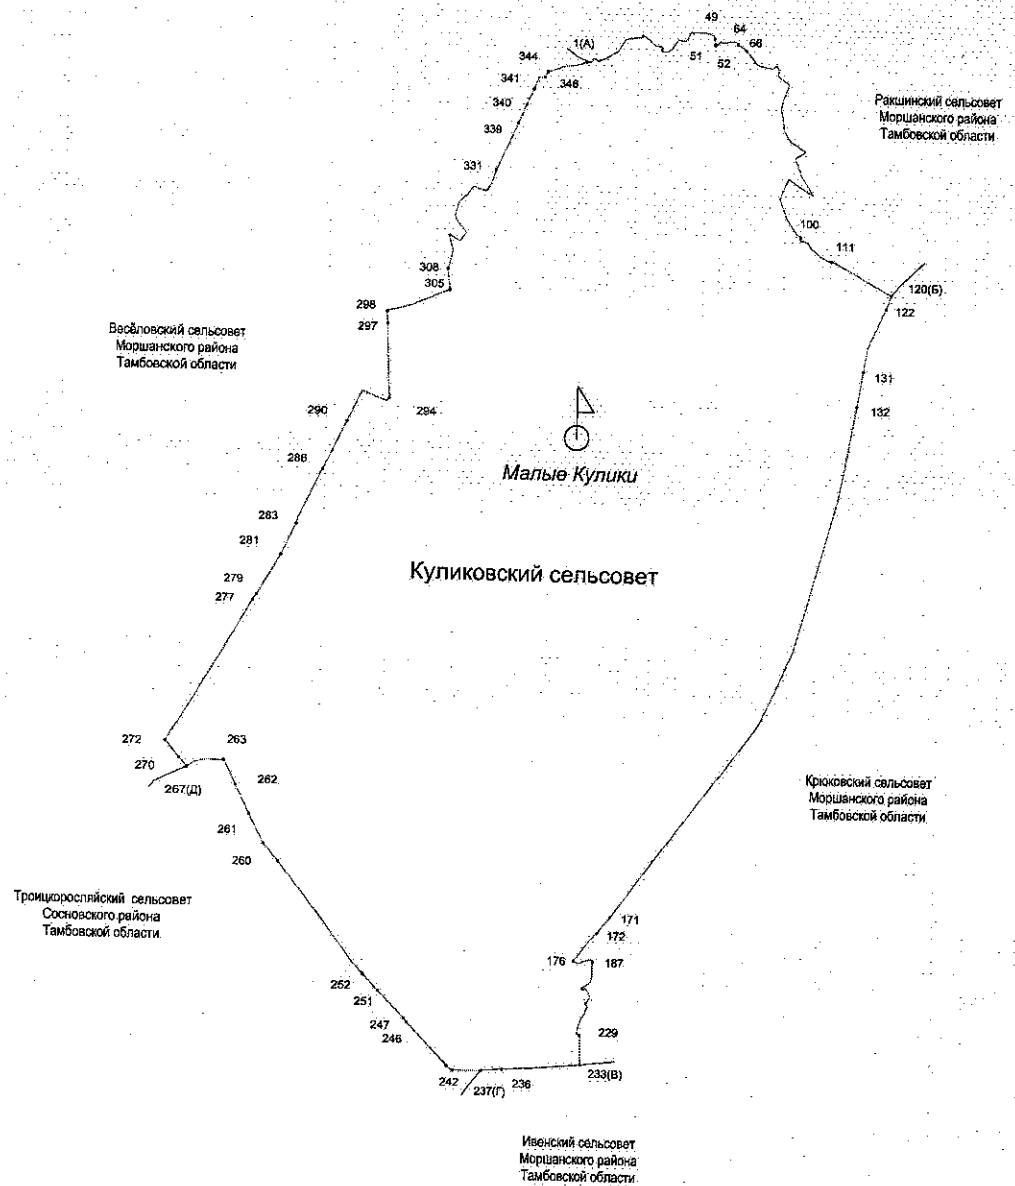 49
64
1(А)
66
51
52
344
346
341
340
339
Ракшинский сельсовет
Моршанского района
Тамбовской области
331
100
111
308
305
120(Б)
298
122
297
Весёловский сельсовет
Моршанского района
Тамбовской области
131
132
294
290
286
Малые Кулики
283
281
Куликовский сельсовет
279
277
272
263
270
262
267(Д)
Крюковский сельсовет
Моршанского района
Тамбовской области
261
260
Троицкоросляйский сельсовет
Сосновского района
Тамбовской области
171
172
176
187
252
251
247
246
229
242
236
233(В)
237(Г)
Ивенский сельсовет
Моршанского района
Тамбовской области